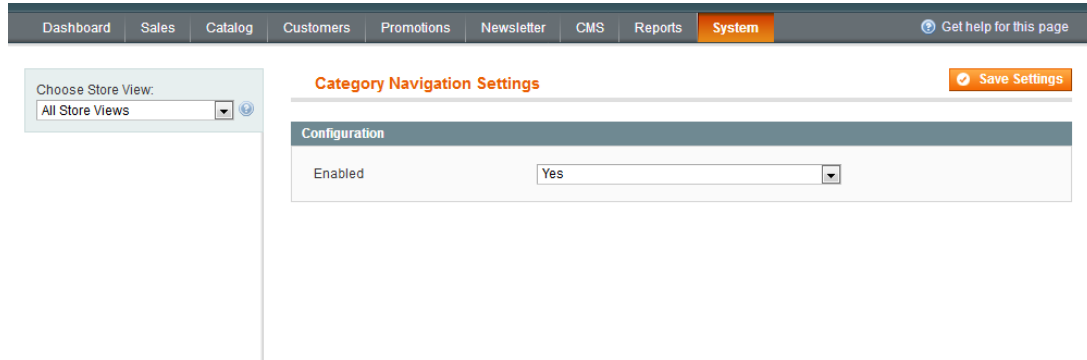 Dashboard Sales Catalog Customers Promotions Newsletter CMS Reports System Get help for this page
Choose Store View:
All Store Views
Category Navigation Settings
Save Settings
Configuration
Enabled Yes